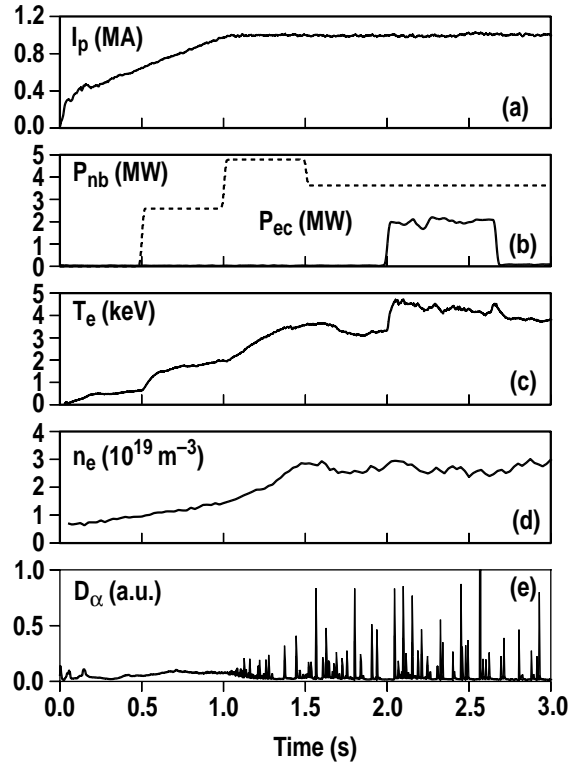 1.2
I_p (MA)
0.8
0.4
(a)
0.0
5
P_nb (MW)
4
3
P_ec (MW)
2
1
(b)
0
5
T_e (keV)
4
3
2
1
(c)
0
4
n_e (10^19 m^−3)
3
2
1
(d)
0
1.0
D_α (a.u.)
(e)
0.5
0.0
0.0 0.5 1.0 1.5 2.0 2.5 3.0
Time (s)